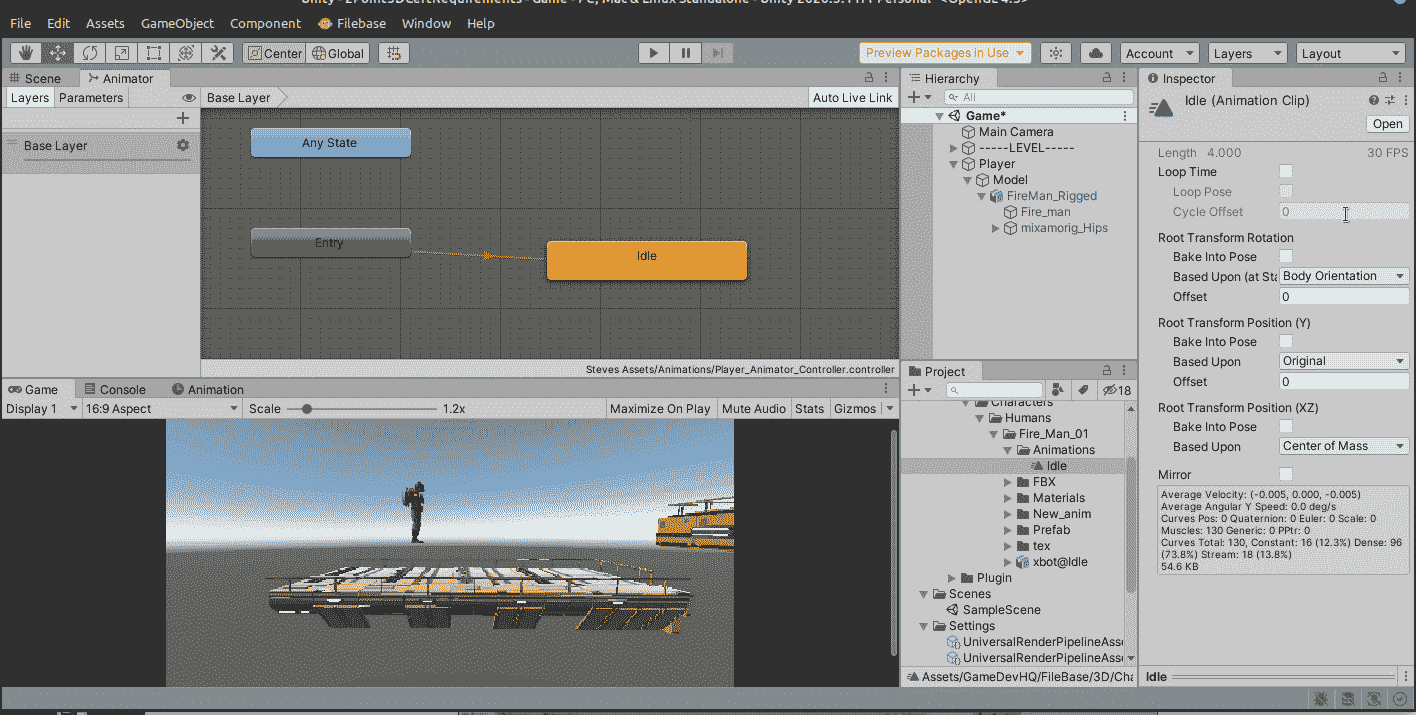 File Edit Assets GameObject Component Filebase Window Help
Center Global
Preview Packages in Use
Account
Layers
Layout
Scene Animator
Layers Parameters
Base Layer
Auto Live Link
Base Layer
Any State
Entry
Idle
Steves Assets/Animations/Player_Animator_Controller.controller
Game Console Animation
Display 1
16:9 Aspect
Scale 1.2x
Maximize On Play Mute Audio Stats Gizmos
Hierarchy
All
Game*
Main Camera
-----LEVEL-----
Player
Model
FireMan_Rigged
Fire_man
mixamorig_Hips
Project
18
Characters
Humans
Fire_Man_01
Animations
Idle
FBX
Materials
New_anim
Prefab
tex
xbot@Idle
Plugin
Scenes
SampleScene
Settings
UniversalRenderPipelineAss
UniversalRenderPipelineAss
Assets/GameDevHQ/FileBase/3D/Cha
Inspector
Idle (Animation Clip)
Open
Length 4.000 30 FPS
Loop Time
Loop Pose
Cycle Offset 0
Root Transform Rotation
Bake Into Pose
Based Upon (at Sta Body Orientation
Offset 0
Root Transform Position (Y)
Bake Into Pose
Based Upon Original
Offset 0
Root Transform Position (XZ)
Bake Into Pose
Based Upon Center of Mass
Mirror
Average Velocity: (-0.005, 0.000, -0.005)
Average Angular Y Speed: 0.0 deg/s
Curves Pos: 0 Quaternion: 0 Euler: 0 Scale: 0
Muscles: 130 Generic: 0 PPtr: 0
Curves Total: 130, Constant: 16 (12.3%) Dense: 96
(73.8%) Stream: 18 (13.8%)
54.6 KB
Idle